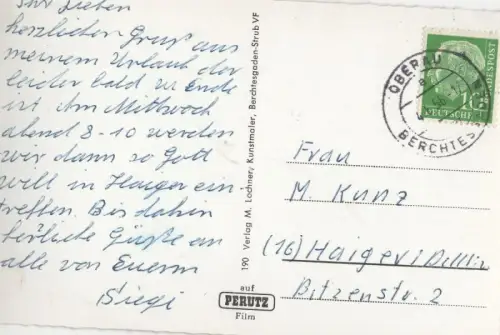 Ihr Lieben
herzlichen Gruß aus
meinem Urlaub der
leider bald zu Ende
ist. Am Mittwoch
abend 8-10 werden
wir dann so Gott
will in Haiger ein-
treffen. Bis dahin
herzliche Grüße an
alle von Euerm
Siegi
190 Verlag M. Lochner, Kunstmaler, Berchtesgaden-Strub VF
auf
PERUTZ
Film
OBERAU
BERCHTES
10
DEUTSCHE
BUNDESPOST
Frau
M. Kunz
(16) Haiger/Dillkr.
Bitzenstr. 2